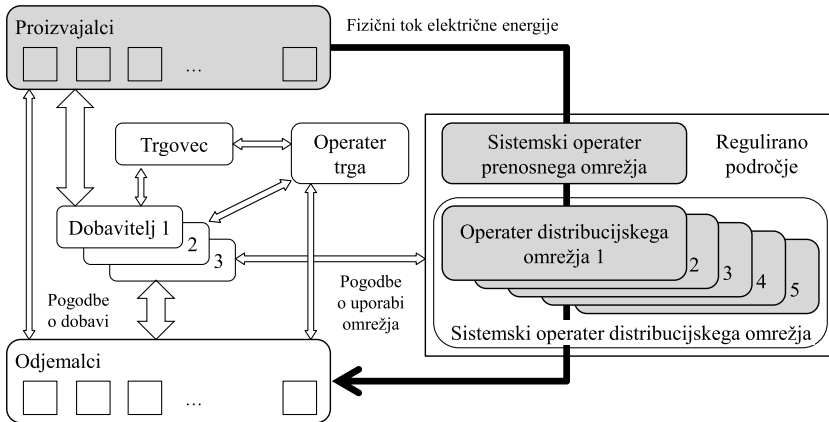 Proizvajalci
...
Fizični tok električne energije
Trgovec
Operater
trga
Sistemski operater
prenosnega omrežja
Regulirano
področje
Dobavitelj 1
2
3
Operater distribucijskega
omrežja 1
2
3
4
5
Pogodbe
o dobavi
Pogodbe
o uporabi
omrežja
Sistemski operater distribucijskega omrežja
Odjemalci
...